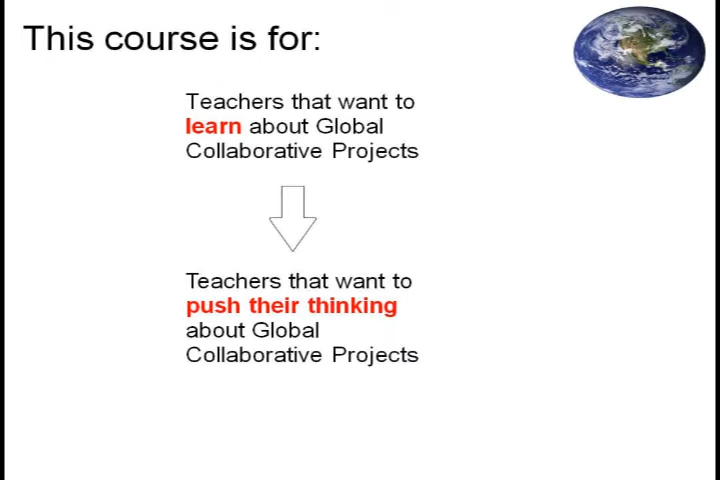 This course is for:
Teachers that want to
learn about Global
Collaborative Projects
Teachers that want to
push their thinking
about Global
Collaborative Projects